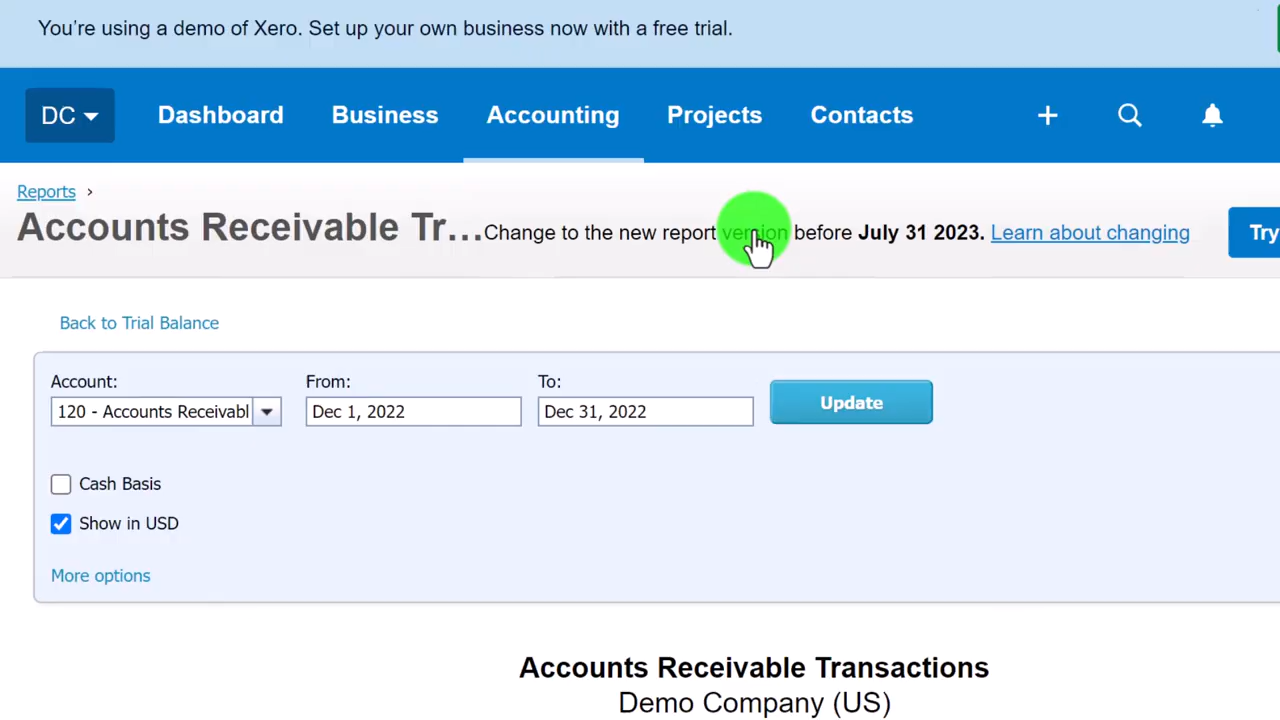 You're using a demo of Xero. Set up your own business now with a free trial.
DC Dashboard Business Accounting Projects Contacts
Reports ›
Accounts Receivable Tr... Change to the new report version before July 31 2023. Learn about changing Try
Back to Trial Balance
Account: From: To:
120 - Accounts Receivabl Dec 1, 2022 Dec 31, 2022 Update
Cash Basis
Show in USD
More options
Accounts Receivable Transactions
Demo Company (US)